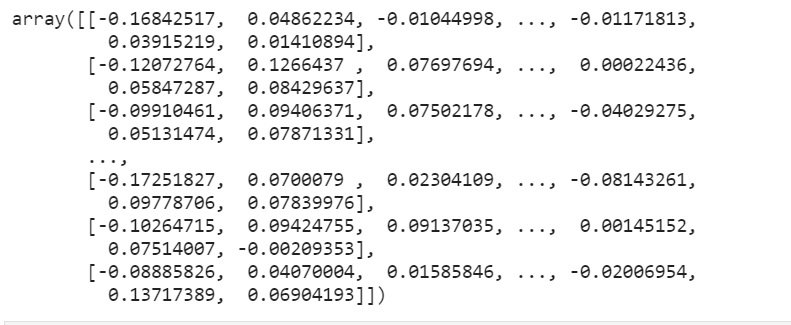 array([[-0.16842517,  0.04862234, -0.01044998, ..., -0.01171813,
         0.03915219,  0.01410894],
       [-0.12072764,  0.1266437 ,  0.07697694, ...,  0.00022436,
         0.05847287,  0.08429637],
       [-0.09910461,  0.09406371,  0.07502178, ..., -0.04029275,
         0.05131474,  0.07871331],
       ...,
       [-0.17251827,  0.0700079 ,  0.02304109, ..., -0.08143261,
         0.09778706,  0.07839976],
       [-0.10264715,  0.09424755,  0.09137035, ...,  0.00145152,
         0.07514007, -0.00209353],
       [-0.08885826,  0.04070004,  0.01585846, ..., -0.02006954,
         0.13717389,  0.06904193]])